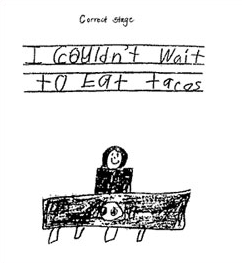 Correct stage
I couldn't wait
to Eat tacos